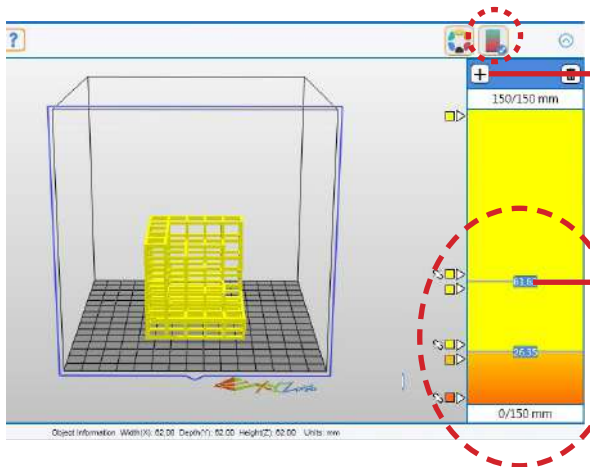 ?
+
150/150 mm
61.65
26.35
0/150 mm
Object Information Width(X): 62.00 Depth(Y): 62.00 Height(Z): 62.00 Units: mm